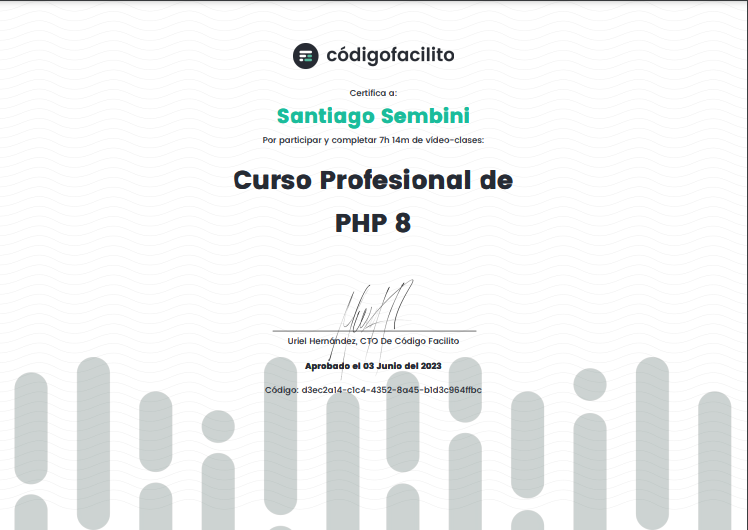 códigofacilito
Certifica a:
Santiago Sembini
Por participar y completar 7h 14m de vídeo-clases:
Curso Profesional de
PHP 8
Uriel Hernández, CTO De Código Facilito
Aprobado el 03 Junio del 2023
Código: d3ec2a14-c1c4-4352-8a45-b1d3c964ffbc